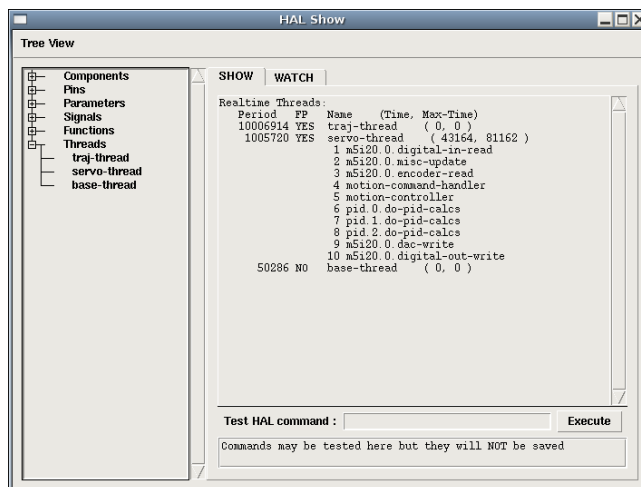 HAL Show
Tree View
Components
Pins
Parameters
Signals
Functions
Threads
traj-thread
servo-thread
base-thread
SHOW WATCH
Realtime Threads:
Period FP Name (Time, Max-Time)
10006914 YES traj-thread ( 0, 0 )
1005720 YES servo-thread ( 43164, 81162 )
1 m5i20.0.digital-in-read
2 m5i20.0.misc-update
3 m5i20.0.encoder-read
4 motion-command-handler
5 motion-controller
6 pid.0.do-pid-calcs
7 pid.1.do-pid-calcs
8 pid.2.do-pid-calcs
9 m5i20.0.dac-write
10 m5i20.0.digital-out-write
50286 NO base-thread ( 0, 0 )
Test HAL command :
Execute
Commands may be tested here but they will NOT be saved